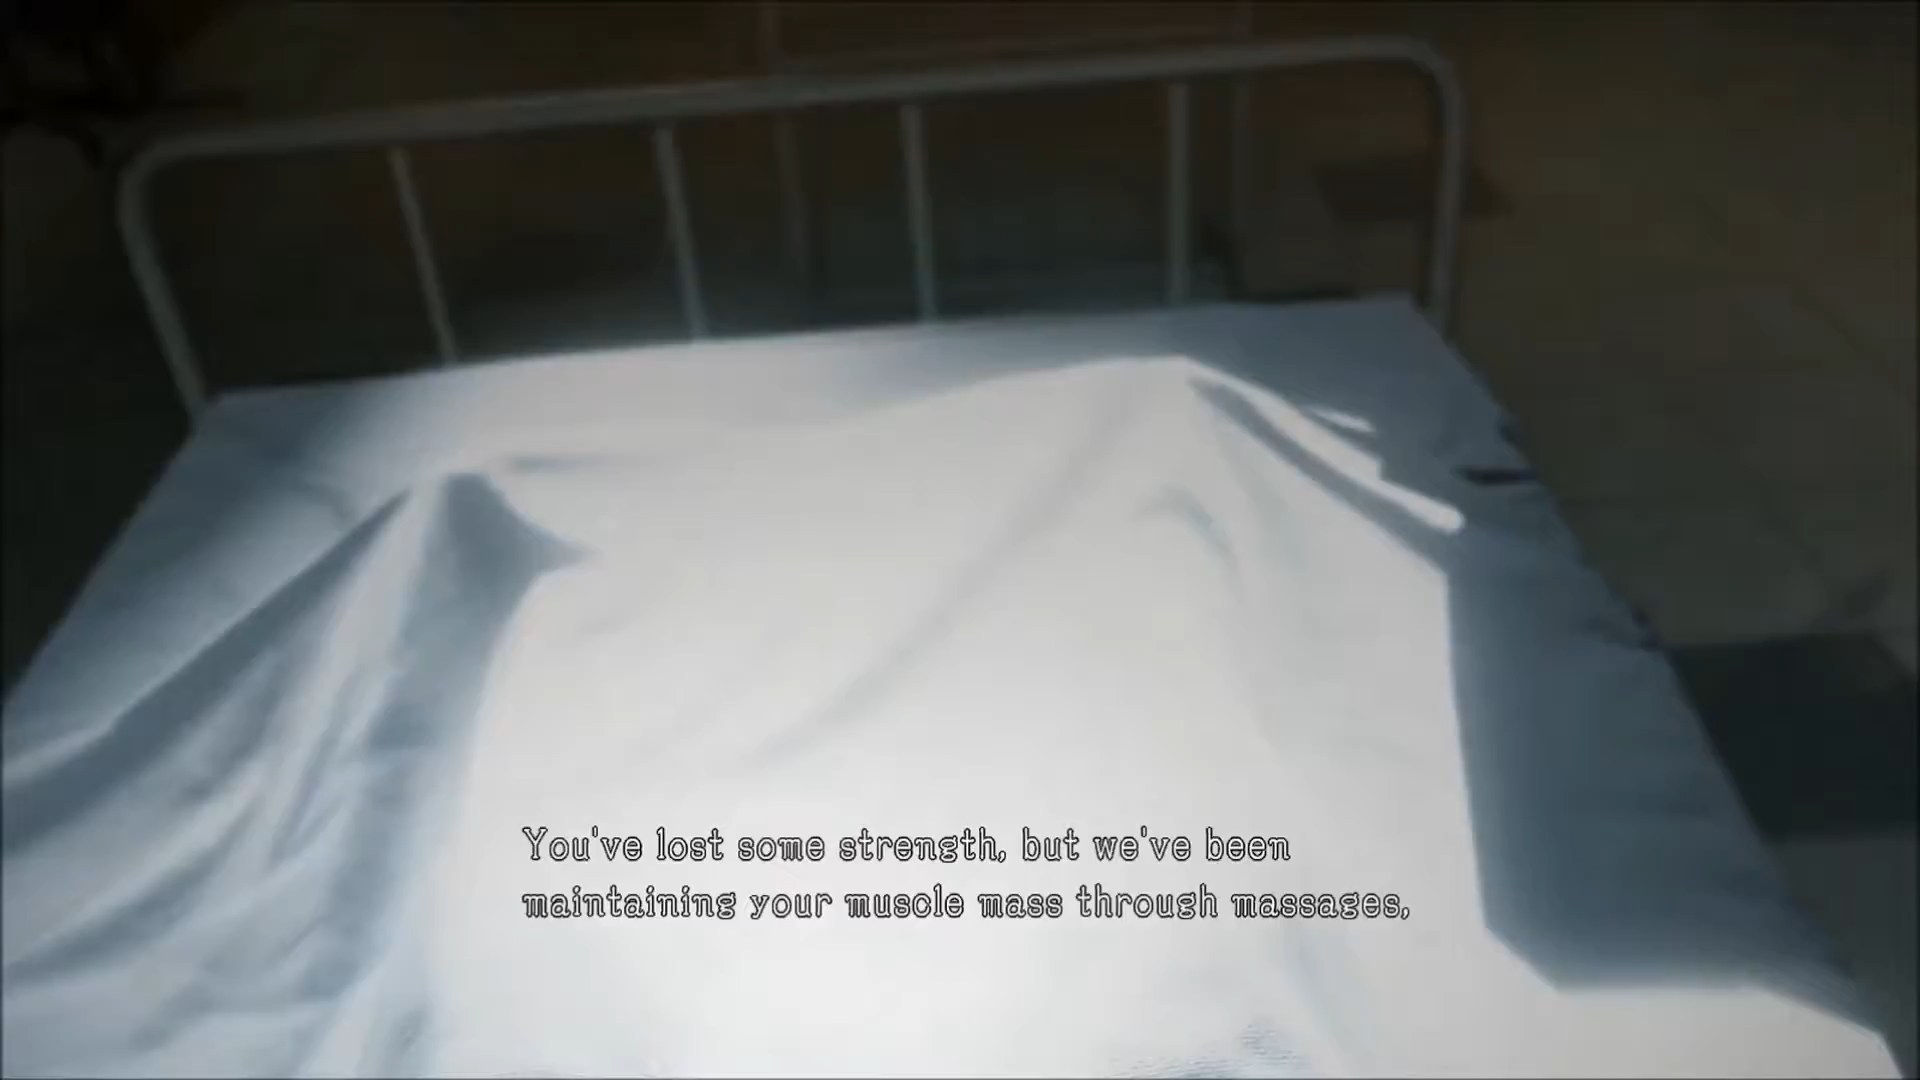 You've lost some strength, but we've been
maintaining your muscle mass through massages,